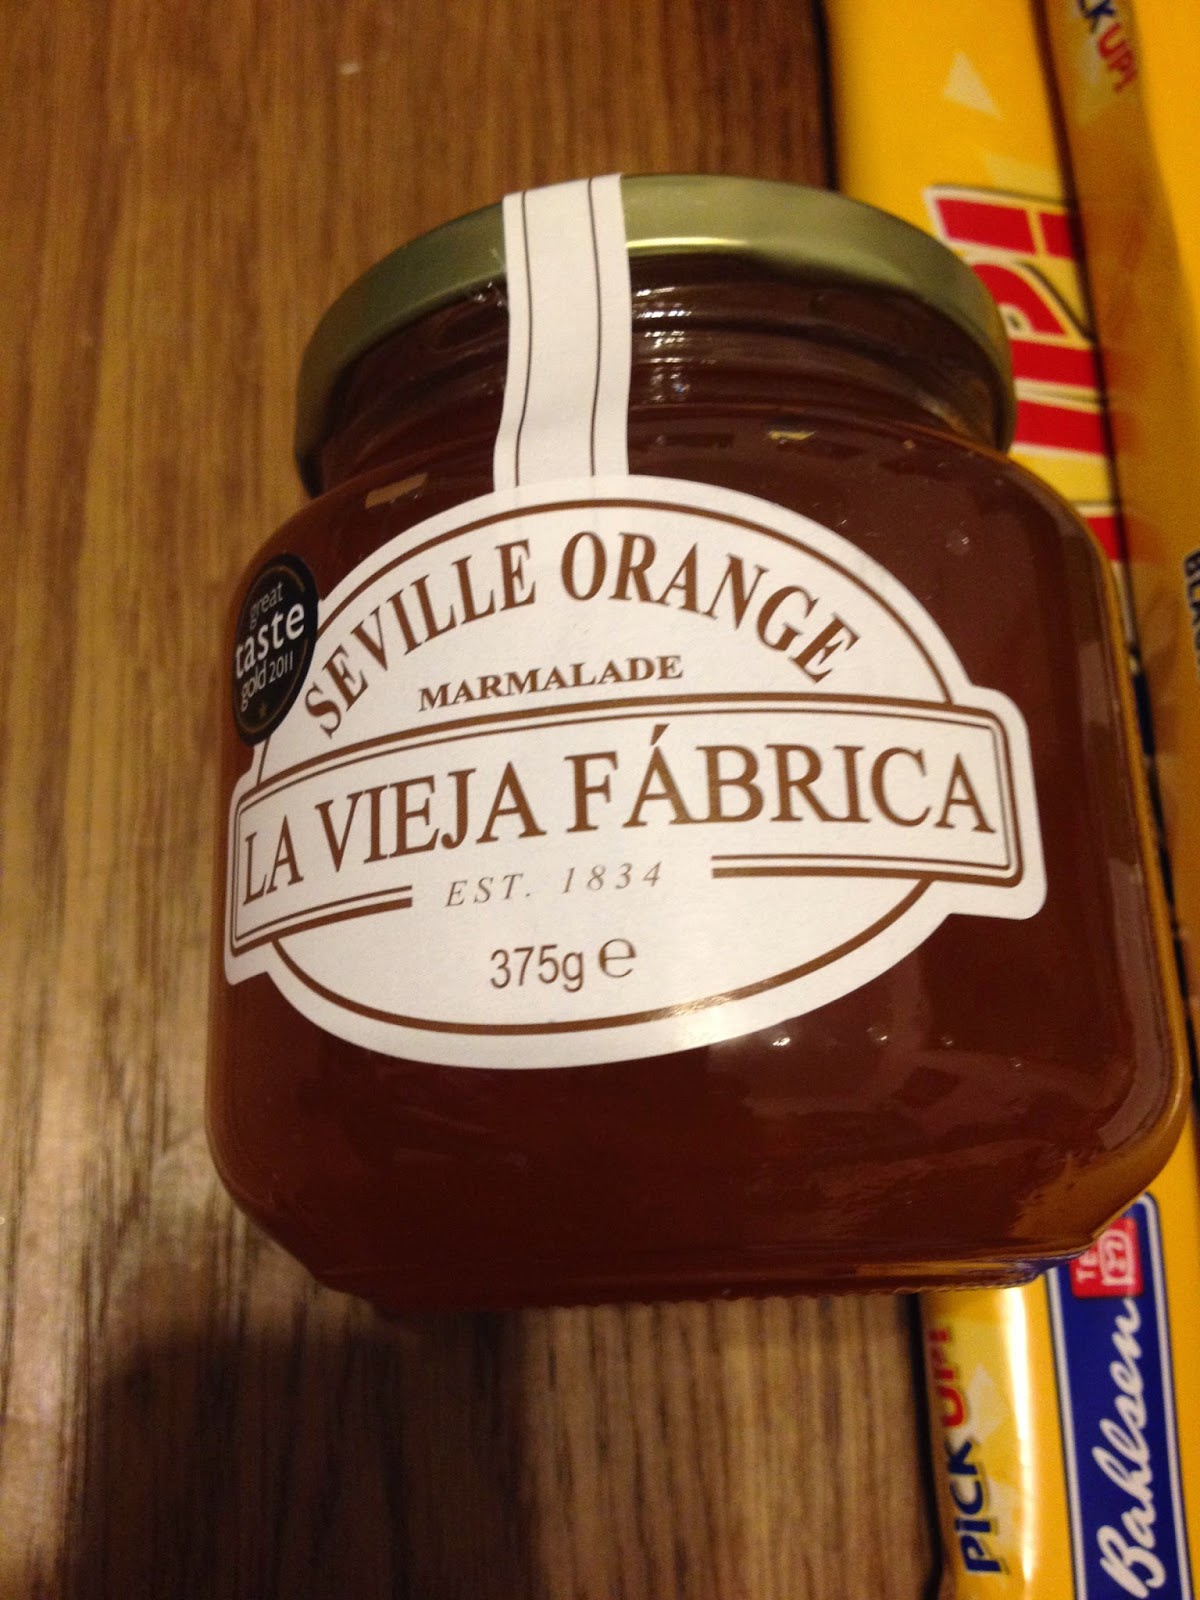 great
taste
gold 2011
SEVILLE ORANGE
MARMALADE
LA VIEJA FÁBRICA
EST. 1834
375g ℮
PiCK UP!
PiCK UP!
Bahlsen